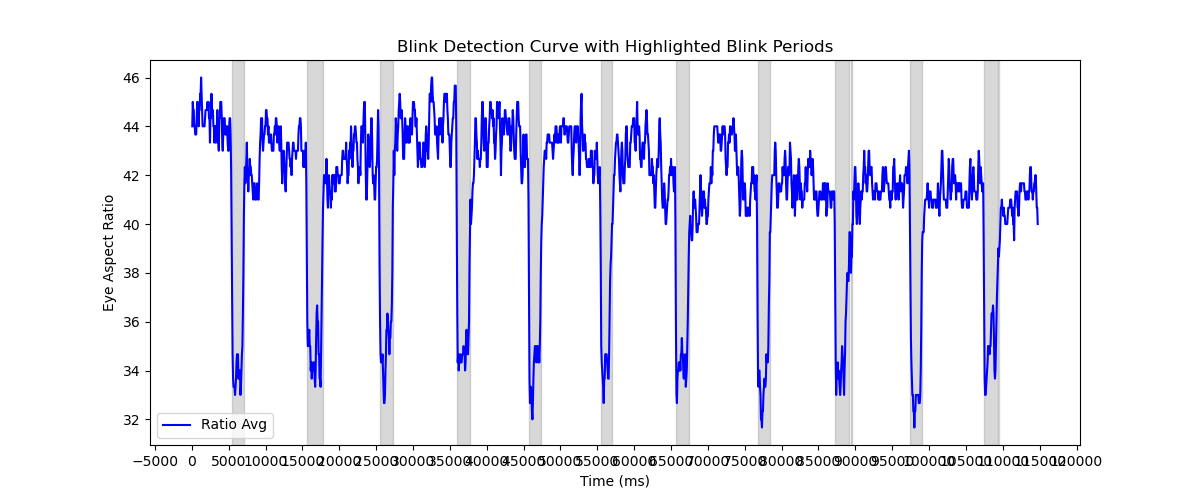 Blink Detection Curve with Highlighted Blink Periods
Eye Aspect Ratio
46
44
42
40
38
36
34
32
Ratio Avg
−5000 0 5000 10000 15000 20000 25000 30000 35000 40000 45000 50000 55000 60000 65000 70000 75000 80000 85000 90000 95000 100000 105000 110000 115000 120000
Time (ms)